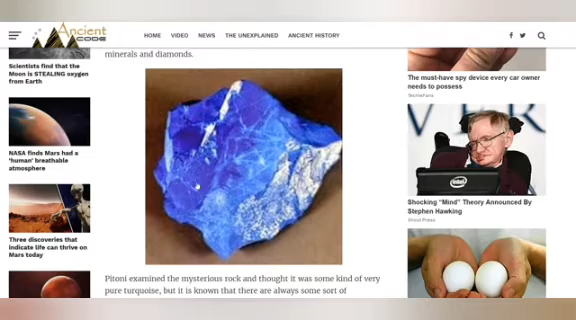 Ancient
CODE
HOME VIDEO NEWS THE UNEXPLAINED ANCIENT HISTORY
Scientists find that the
Moon is STEALING oxygen
from Earth
NASA finds Mars had a
'human' breathable
atmosphere
Three discoveries that
indicate life can thrive on
Mars today
minerals and diamonds.
Pitoni examined the mysterious rock and thought it was some kind of very
pure turquoise, but it is known that there are always some sort of
The must-have spy device every car owner
needs to possess
VER
intel
Shocking "Mind" Theory Announced By
Stephen Hawking